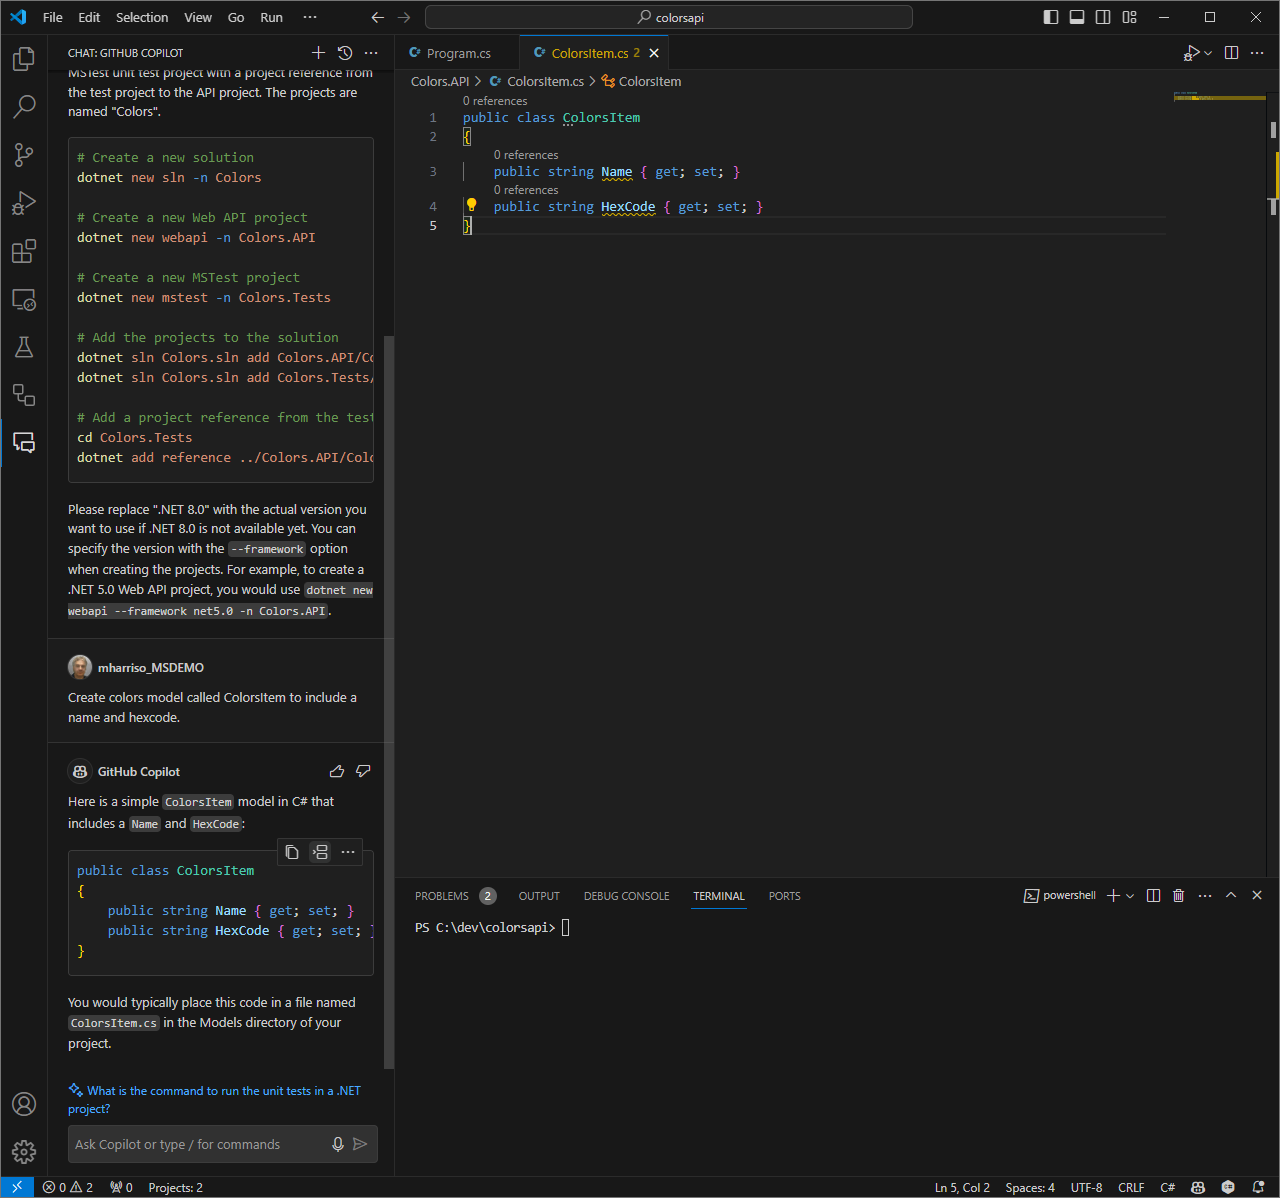 File Edit Selection View Go Run ···
colorsapi
CHAT: GITHUB COPILOT
MSTest unit test project with a project reference from
the test project to the API project. The projects are
named "Colors".
# Create a new solution
dotnet new sln -n Colors
# Create a new Web API project
dotnet new webapi -n Colors.API
# Create a new MSTest project
dotnet new mstest -n Colors.Tests
# Add the projects to the solution
dotnet sln Colors.sln add Colors.API/Co
dotnet sln Colors.sln add Colors.Tests/
# Add a project reference from the test
cd Colors.Tests
dotnet add reference ../Colors.API/Colo
Please replace ".NET 8.0" with the actual version you
want to use if .NET 8.0 is not available yet. You can
specify the version with the --framework option
when creating the projects. For example, to create a
.NET 5.0 Web API project, you would use dotnet new
webapi --framework net5.0 -n Colors.API.
mharriso_MSDEMO
Create colors model called ColorsItem to include a
name and hexcode.
GitHub Copilot
Here is a simple ColorsItem model in C# that
includes a Name and HexCode:
public class ColorsItem
{
public string Name { get; set; }
public string HexCode { get; set; }
}
You would typically place this code in a file named
ColorsItem.cs in the Models directory of your
project.
What is the command to run the unit tests in a .NET
project?
Ask Copilot or type / for commands
Program.cs
ColorsItem.cs 2
Colors.API > ColorsItem.cs > ColorsItem
0 references
1 public class ColorsItem
2 {
0 references
3 public string Name { get; set; }
0 references
4 public string HexCode { get; set; }
5 }
PROBLEMS 2 OUTPUT DEBUG CONSOLE TERMINAL PORTS
powershell
PS C:\dev\colorsapi>
0 2 0 Projects: 2
Ln 5, Col 2 Spaces: 4 UTF-8 CRLF C#